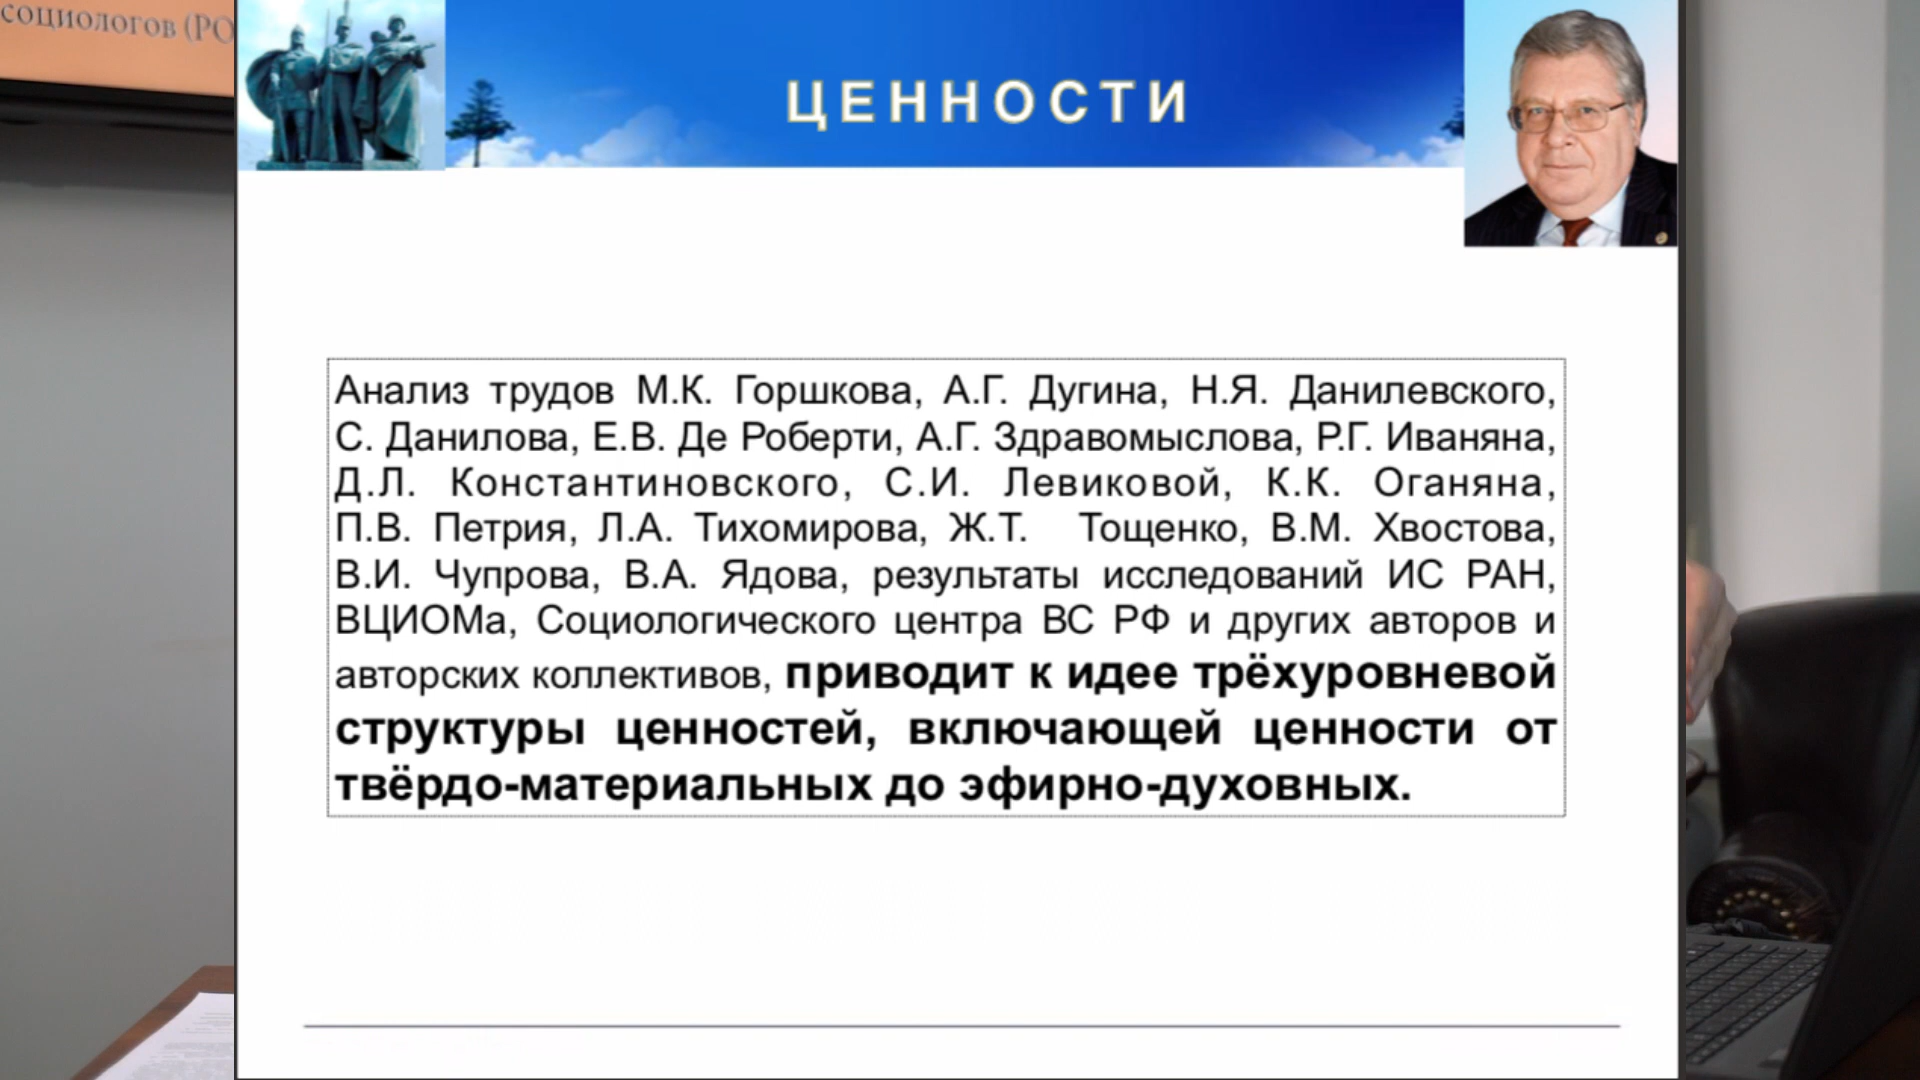 социологов (РО
ЦЕННОСТИ
Анализ трудов М.К. Горшкова, А.Г. Дугина, Н.Я. Данилевского,
С. Данилова, Е.В. Де Роберти, А.Г. Здравомыслова, Р.Г. Иваняна,
Д.Л. Константиновского, С.И. Левиковой, К.К. Оганяна,
П.В. Петрия, Л.А. Тихомирова, Ж.Т. Тощенко, В.М. Хвостова,
В.И. Чупрова, В.А. Ядова, результаты исследований ИС РАН,
ВЦИОМа, Социологического центра ВС РФ и других авторов и
авторских коллективов, приводит к идее трёхуровневой
структуры ценностей, включающей ценности от
твёрдо-материальных до эфирно-духовных.